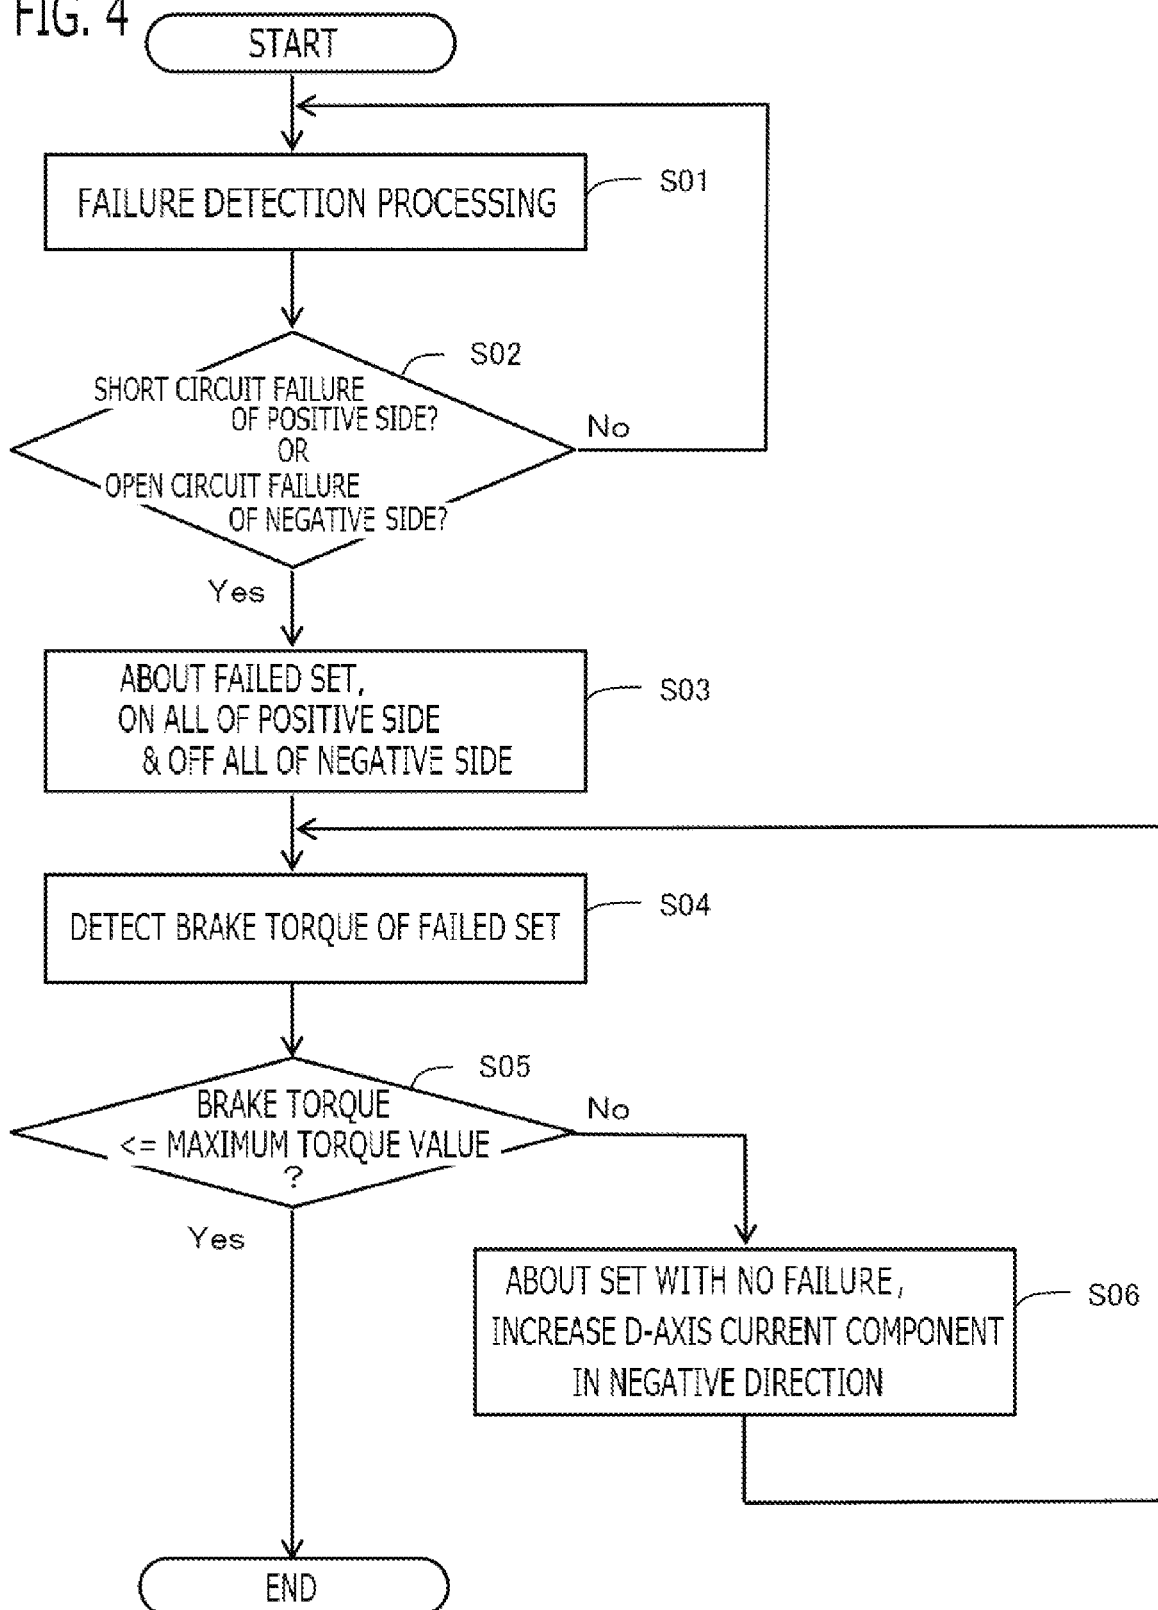 FIG. 4
START
FAILURE DETECTION PROCESSING
S01
S02
SHORT CIRCUIT FAILURE
OF POSITIVE SIDE?
OR
OPEN CIRCUIT FAILURE
OF NEGATIVE SIDE?
No
Yes
ABOUT FAILED SET,
ON ALL OF POSITIVE SIDE
& OFF ALL OF NEGATIVE SIDE
S03
DETECT BRAKE TORQUE OF FAILED SET
S04
S05
BRAKE TORQUE
<= MAXIMUM TORQUE VALUE
?
No
Yes
ABOUT SET WITH NO FAILURE,
INCREASE D-AXIS CURRENT COMPONENT
IN NEGATIVE DIRECTION
S06
END